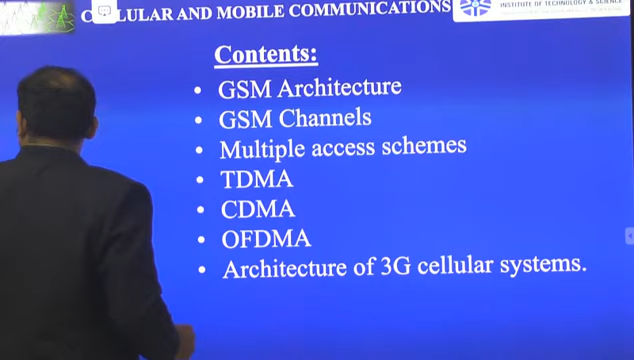 LULAR AND MOBILE COMMUNICATIONS
INSTITUTE OF TECHNOLOGY & SCIENCE
Contents:
• GSM Architecture
• GSM Channels
• Multiple access schemes
• TDMA
• CDMA
• OFDMA
• Architecture of 3G cellular systems.